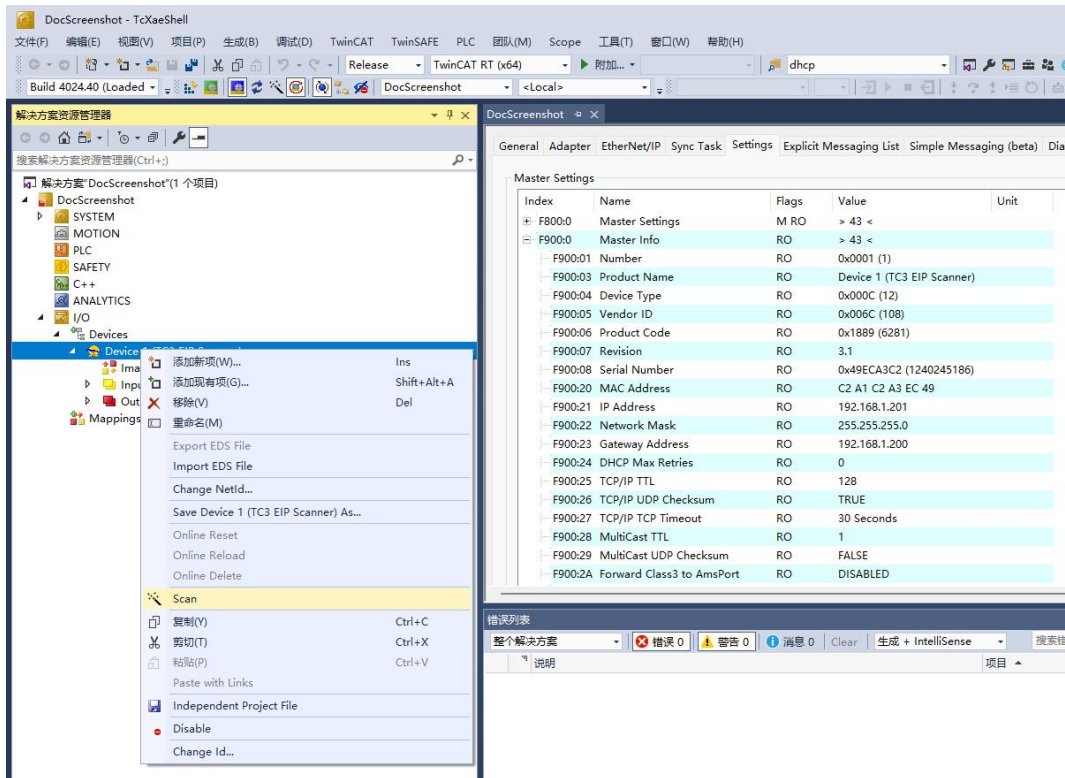 DocScreenshot - TcXaeShell
文件(F) 编辑(E) 视图(V) 项目(P) 生成(B) 调试(D) TwinCAT TwinSAFE PLC 团队(M) Scope 工具(T) 窗口(W) 帮助(H)
Release TwinCAT RT (x64) 附加... dhcp
Build 4024.40 (Loaded DocScreenshot <Local>
解决方案资源管理器
搜索解决方案资源管理器(Ctrl+;)
解决方案"DocScreenshot"(1 个项目)
DocScreenshot
SYSTEM
MOTION
PLC
SAFETY
C++
ANALYTICS
I/O
Devices
Device 1 (TC3 EIP Scanner)
Ima
Inpu
Out
Mappings
添加新项(W)... Ins
添加现有项(G)... Shift+Alt+A
移除(V) Del
重命名(M)
Export EDS File
Import EDS File
Change NetId...
Save Device 1 (TC3 EIP Scanner) As...
Online Reset
Online Reload
Online Delete
Scan
复制(Y) Ctrl+C
剪切(T) Ctrl+X
粘贴(P) Ctrl+V
Paste with Links
Independent Project File
Disable
Change Id...
DocScreenshot
General Adapter EtherNet/IP Sync Task Settings Explicit Messaging List Simple Messaging (beta) Dia
Master Settings
Index Name Flags Value Unit
F800:0 Master Settings M RO > 43 <
F900:0 Master Info RO > 43 <
F900:01 Number RO 0x0001 (1)
F900:03 Product Name RO Device 1 (TC3 EIP Scanner)
F900:04 Device Type RO 0x000C (12)
F900:05 Vendor ID RO 0x006C (108)
F900:06 Product Code RO 0x1889 (6281)
F900:07 Revision RO 3.1
F900:08 Serial Number RO 0x49ECA3C2 (1240245186)
F900:20 MAC Address RO C2 A1 C2 A3 EC 49
F900:21 IP Address RO 192.168.1.201
F900:22 Network Mask RO 255.255.255.0
F900:23 Gateway Address RO 192.168.1.200
F900:24 DHCP Max Retries RO 0
F900:25 TCP/IP TTL RO 128
F900:26 TCP/IP UDP Checksum RO TRUE
F900:27 TCP/IP TCP Timeout RO 30 Seconds
F900:28 MultiCast TTL RO 1
F900:29 MultiCast UDP Checksum RO FALSE
F900:2A Forward Class3 to AmsPort RO DISABLED
错误列表
整个解决方案 错误 0 警告 0 消息 0 Clear 生成 + IntelliSense 搜索错
说明 项目